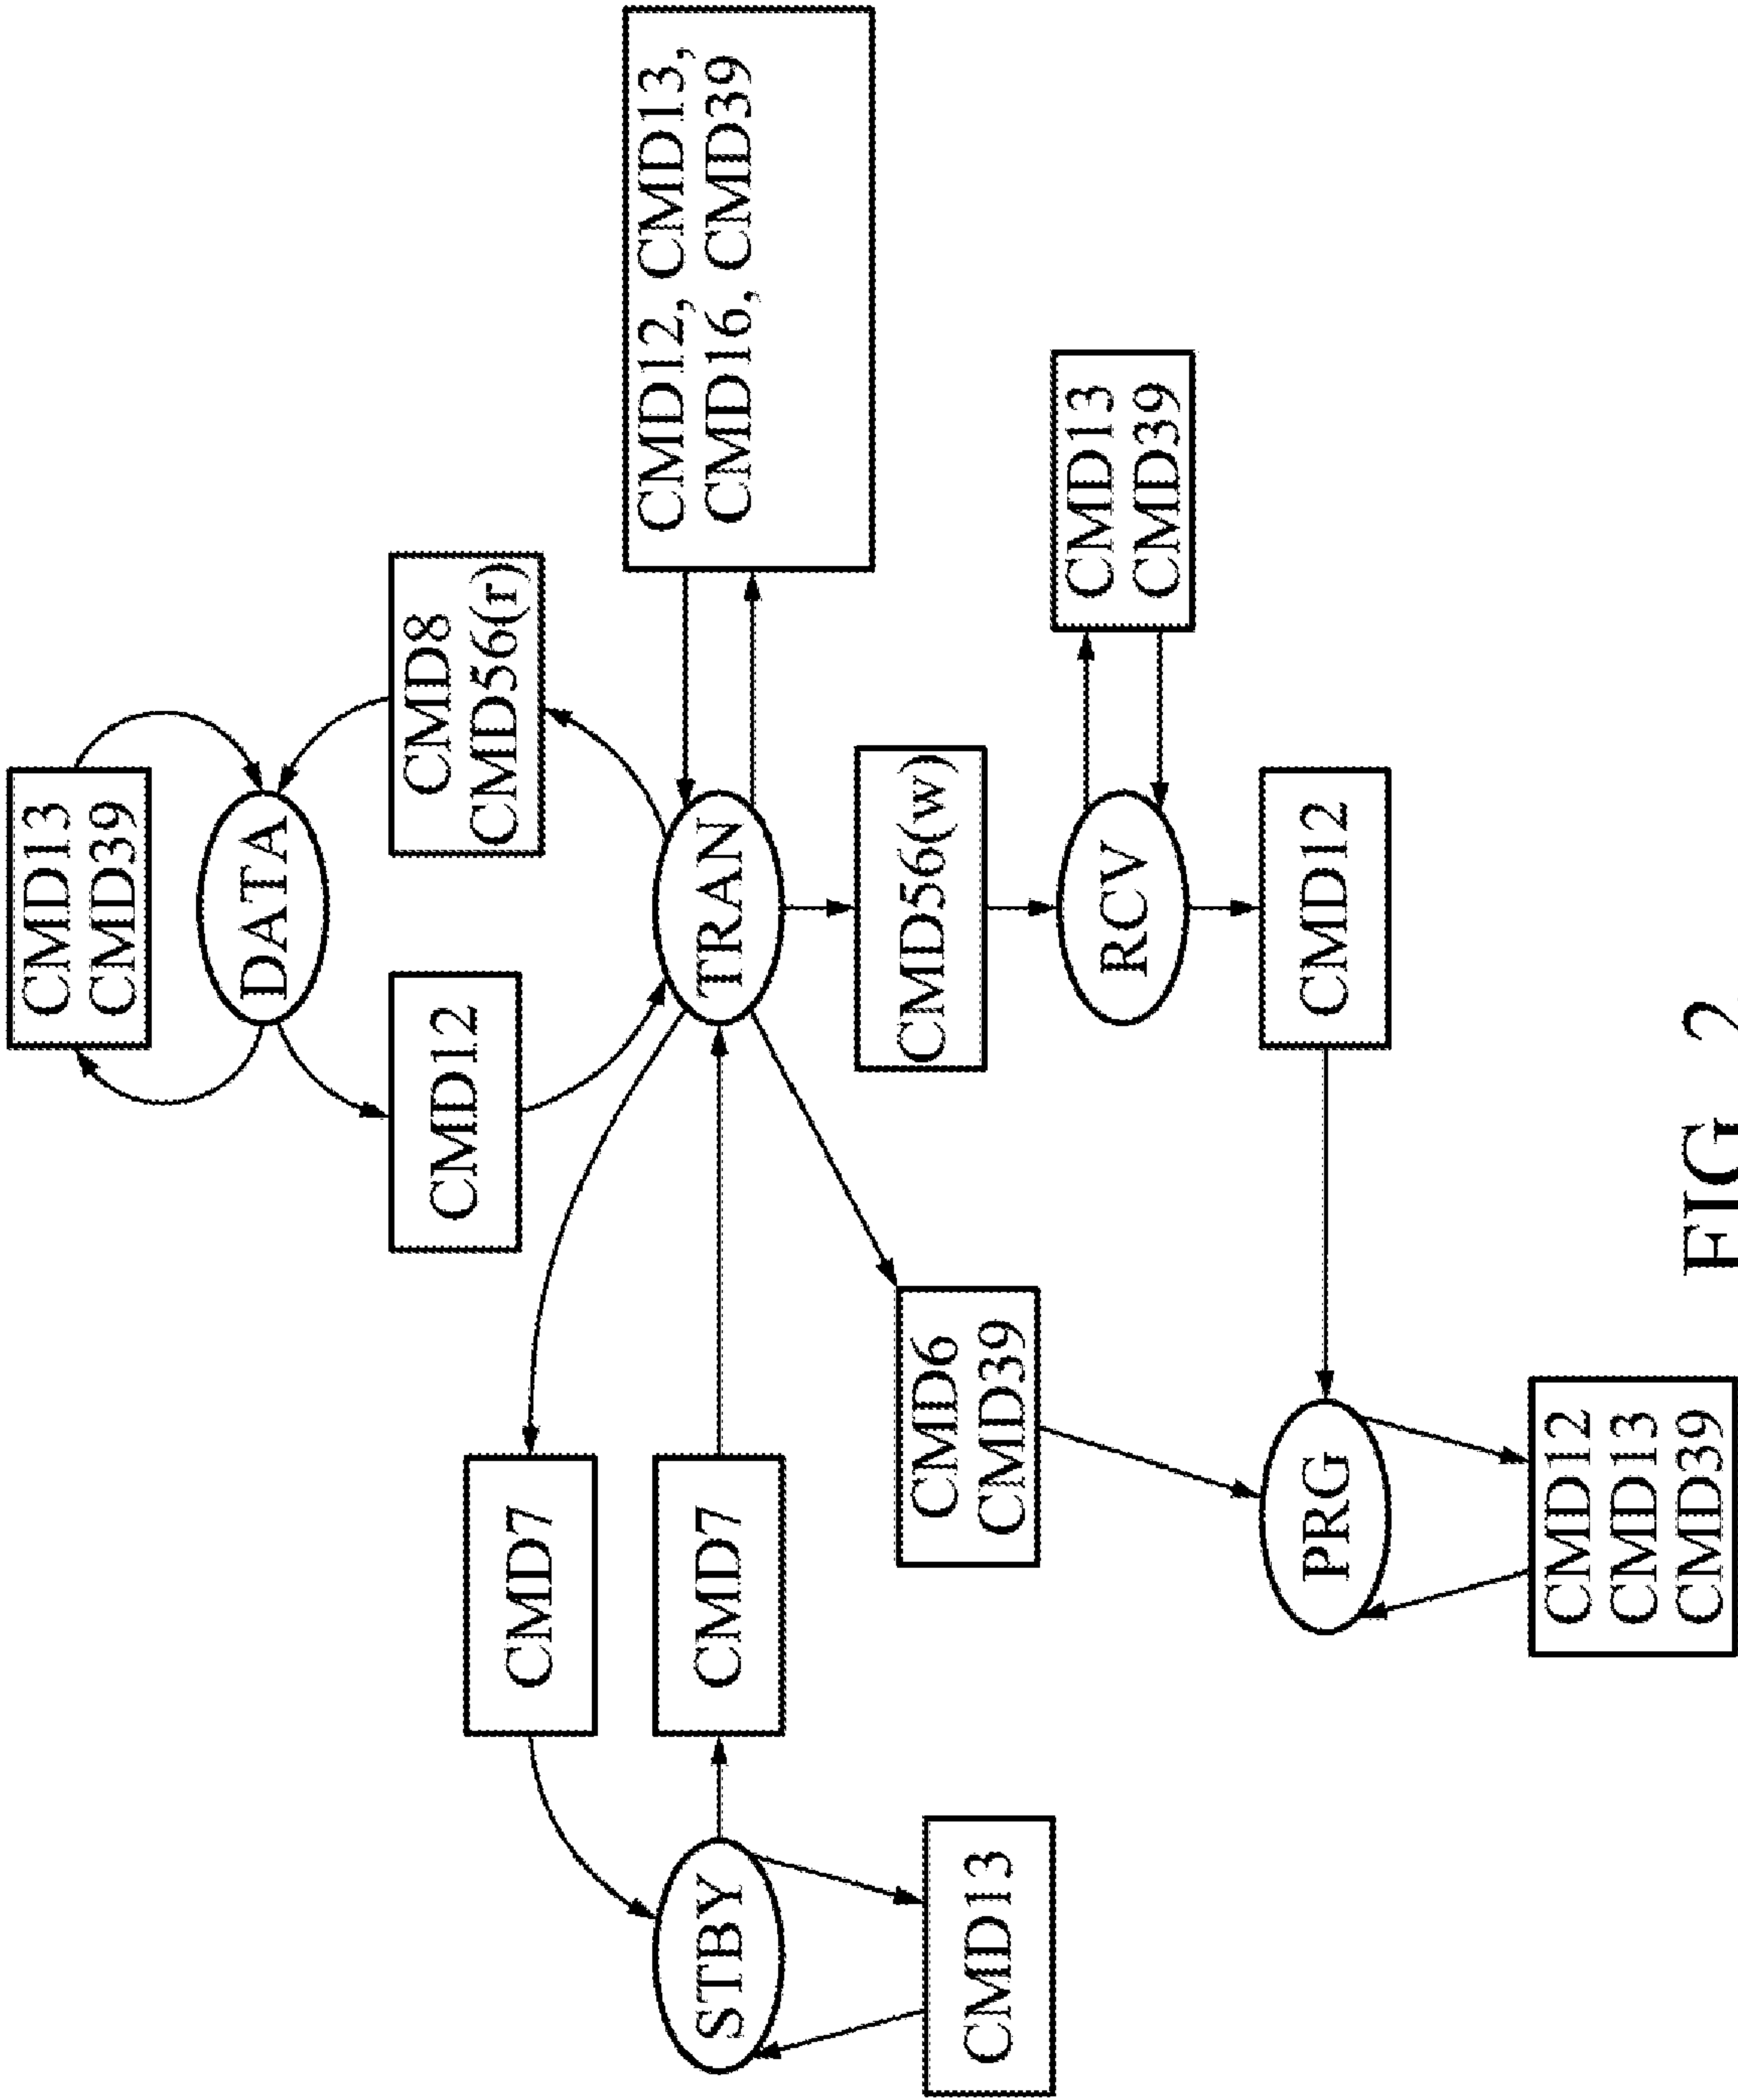 CMD13
CMD39
DATA
CMD12
CMD8
CMD56(r)
CMD7
CMD7
STBY
CMD13
TRAN
CMD12, CMD13,
CMD16, CMD39
CMD6
CMD39
CMD56(w)
RCV
CMD13
CMD39
CMD12
PRG
CMD12
CMD13
CMD39
FIG. 2